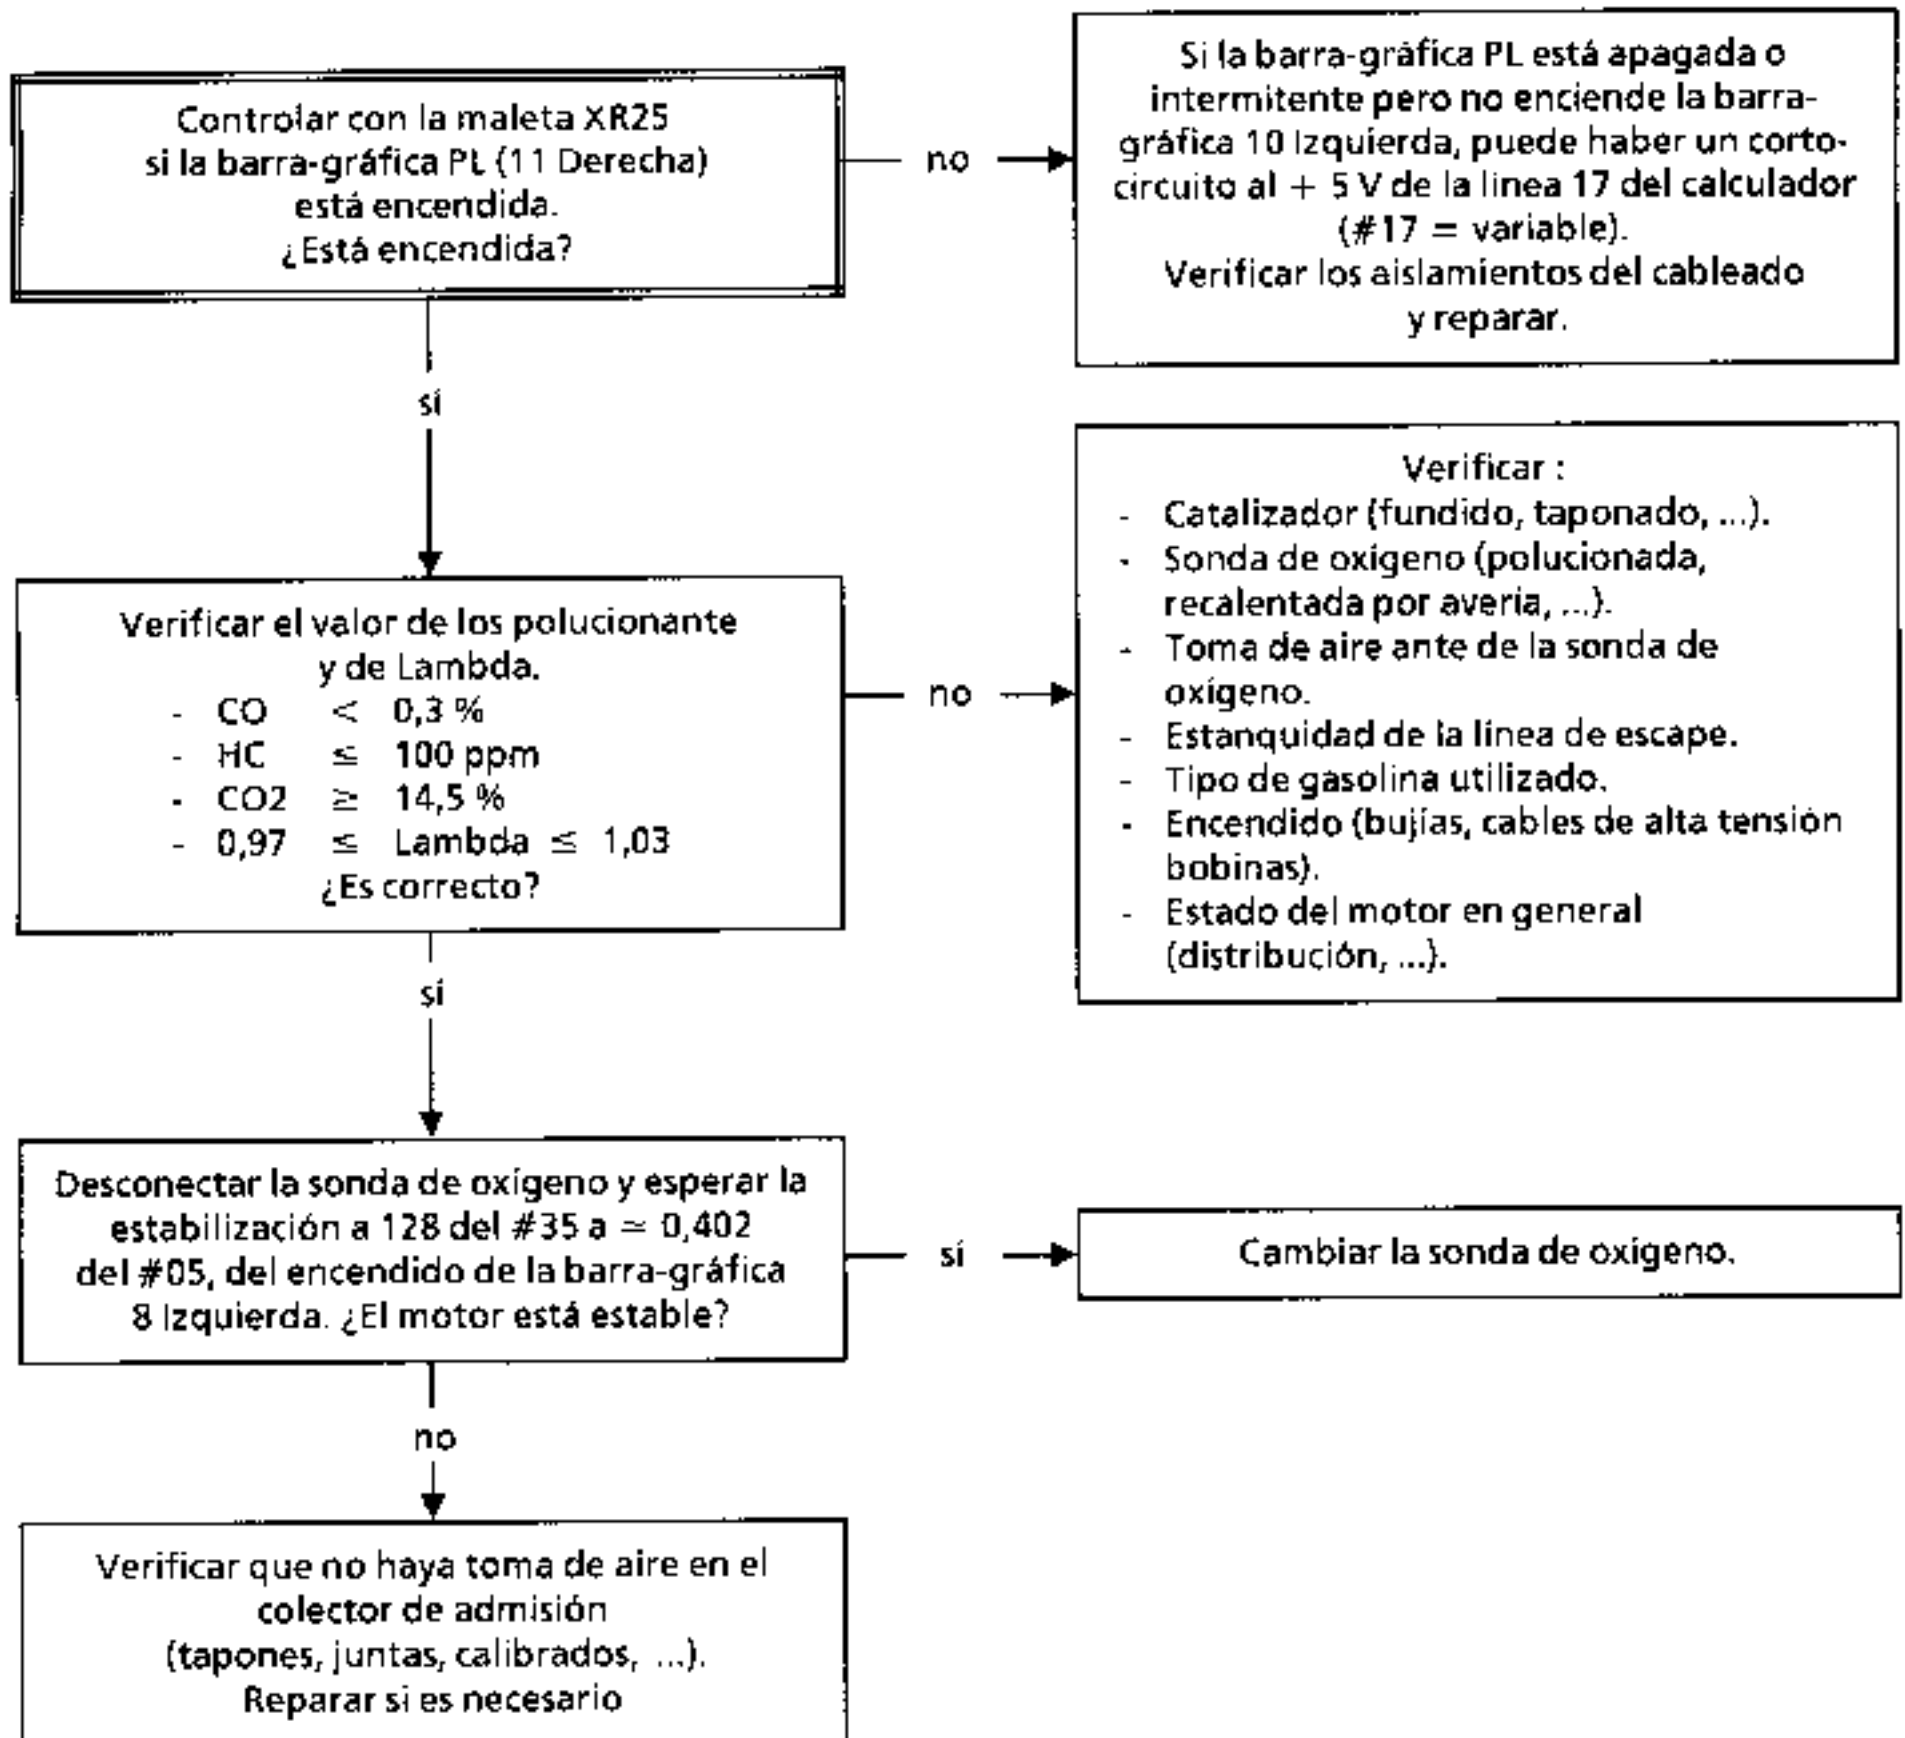 Controlar con la maleta XR25
si la barra-gráfica PL (11 Derecha)
está encendida.
¿Está encendida?
no
Si la barra-gráfica PL está apagada o
intermitente pero no enciende la barra-
gráfica 10 Izquierda, puede haber un corto-
circuito al + 5 V de la línea 17 del calculador
(#17 = variable).
Verificar los aislamientos del cableado
y reparar.
sí
Verificar el valor de los polucionante
y de Lambda.
- CO < 0,3 %
- HC ≤ 100 ppm
- CO2 ≥ 14,5 %
- 0,97 ≤ Lambda ≤ 1,03
¿Es correcto?
no
Verificar :
- Catalizador (fundido, taponado, ...).
- Sonda de oxígeno (polucionada,
recalentada por avería, ...).
- Toma de aire ante de la sonda de
oxígeno.
- Estanquidad de la línea de escape.
- Tipo de gasolina utilizado.
- Encendido (bujías, cables de alta tensión
bobinas).
- Estado del motor en general
(distribución, ...).
sí
Desconectar la sonda de oxígeno y esperar la
estabilización a 128 del #35 a ≃ 0,402
del #05, del encendido de la barra-gráfica
8 Izquierda. ¿El motor está estable?
sí
Cambiar la sonda de oxígeno.
no
Verificar que no haya toma de aire en el
colector de admisión
(tapones, juntas, calibrados, ...).
Reparar si es necesario